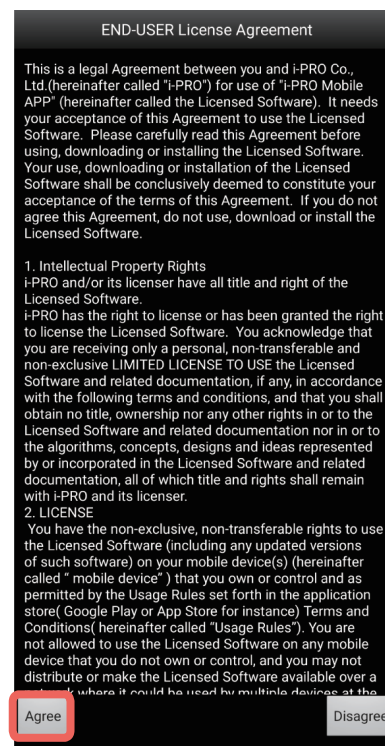 END-USER License Agreement
This is a legal Agreement between you and i-PRO Co.,
Ltd.(hereinafter called "i-PRO") for use of "i-PRO Mobile
APP" (hereinafter called the Licensed Software).  It needs
your acceptance of this Agreement to use the Licensed
Software.  Please carefully read this Agreement before
using, downloading or installing the Licensed Software.
Your use, downloading or installation of the Licensed
Software shall be conclusively deemed to constitute your
acceptance of the terms of this Agreement.  If you do not
agree this Agreement, do not use, download or install the
Licensed Software.
1. Intellectual Property Rights
i-PRO and/or its licenser have all title and right of the
Licensed Software.
i-PRO has the right to license or has been granted the right
to license the Licensed Software.  You acknowledge that
you are receiving only a personal, non-transferable and
non-exclusive LIMITED LICENSE TO USE the Licensed
Software and related documentation, if any, in accordance
with the following terms and conditions, and that you shall
obtain no title, ownership nor any other rights in or to the
Licensed Software and related documentation nor in or to
the algorithms, concepts, designs and ideas represented
by or incorporated in the Licensed Software and related
documentation, all of which title and rights shall remain
with i-PRO and its licenser.
2. LICENSE
You have the non-exclusive, non-transferable rights to use
the Licensed Software (including any updated versions
of such software) on your mobile device(s) (hereinafter
called “ mobile device” ) that you own or control and as
permitted by the Usage Rules set forth in the application
store( Google Play or App Store for instance) Terms and
Conditions( hereinafter called “Usage Rules”). You are
not allowed to use the Licensed Software on any mobile
device that you do not own or control, and you may not
distribute or make the Licensed Software available over a
network where it could be used by multiple devices at the
Agree
Disagree